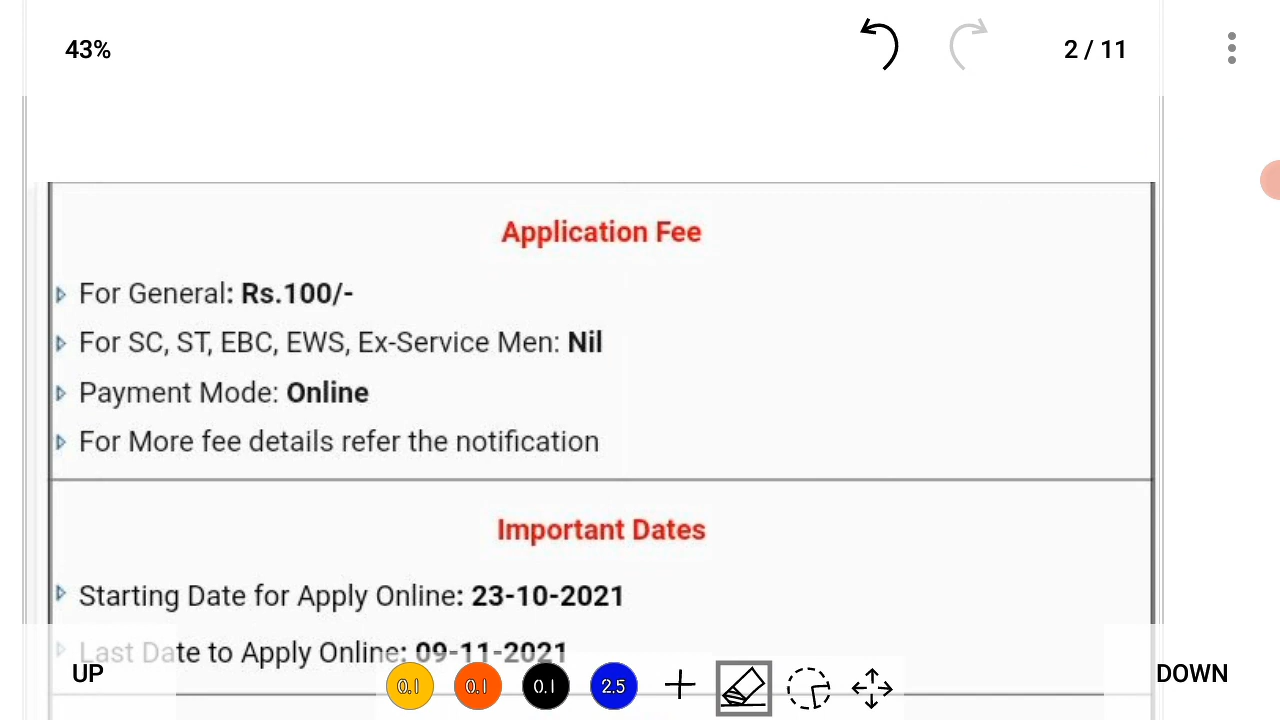 43%
2 / 11
Application Fee
For General: Rs.100/-
For SC, ST, EBC, EWS, Ex-Service Men: Nil
Payment Mode: Online
For More fee details refer the notification
Important Dates
Starting Date for Apply Online: 23-10-2021
Last Date to Apply Online: 09-11-2021
UP
0.1
0.1
0.1
2.5
DOWN